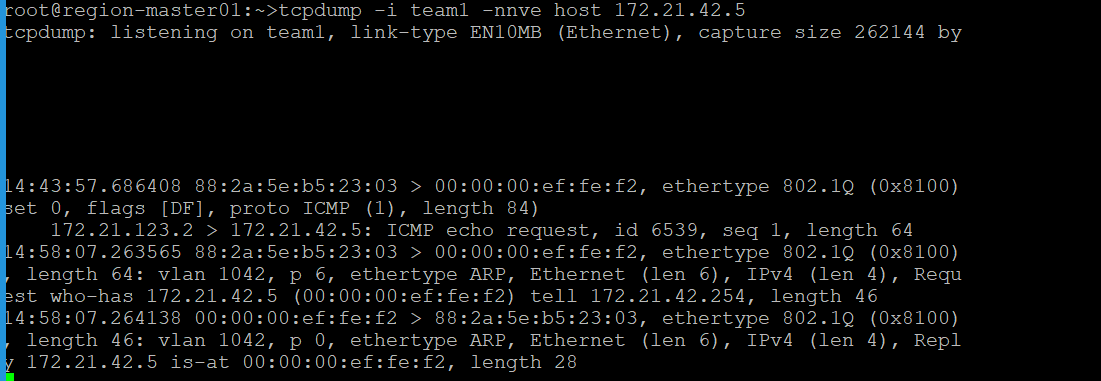 root@region-master01:~>tcpdump -i team1 -nnve host 172.21.42.5
tcpdump: listening on team1, link-type EN10MB (Ethernet), capture size 262144 by
14:43:57.686408 88:2a:5e:b5:23:03 > 00:00:00:ef:fe:f2, ethertype 802.1Q (0x8100)
set 0, flags [DF], proto ICMP (1), length 84)
    172.21.123.2 > 172.21.42.5: ICMP echo request, id 6539, seq 1, length 64
14:58:07.263565 88:2a:5e:b5:23:03 > 00:00:00:ef:fe:f2, ethertype 802.1Q (0x8100)
, length 64: vlan 1042, p 6, ethertype ARP, Ethernet (len 6), IPv4 (len 4), Requ
est who-has 172.21.42.5 (00:00:00:ef:fe:f2) tell 172.21.42.254, length 46
14:58:07.264138 00:00:00:ef:fe:f2 > 88:2a:5e:b5:23:03, ethertype 802.1Q (0x8100)
, length 46: vlan 1042, p 0, ethertype ARP, Ethernet (len 6), IPv4 (len 4), Repl
y 172.21.42.5 is-at 00:00:00:ef:fe:f2, length 28